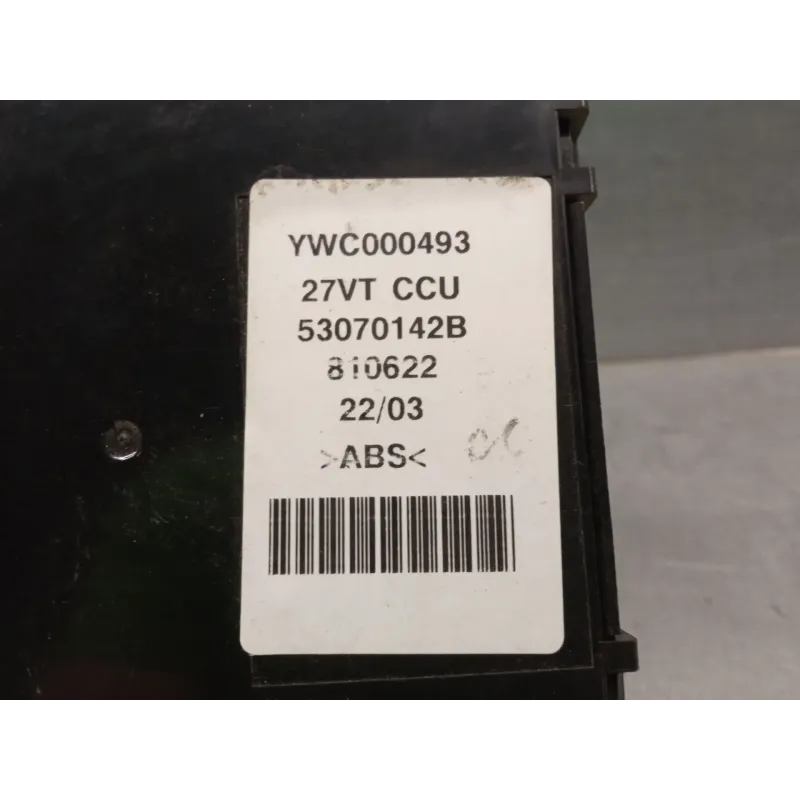 YWC000493
27VT CCU
53070142B
810622
22/03
>ABS<